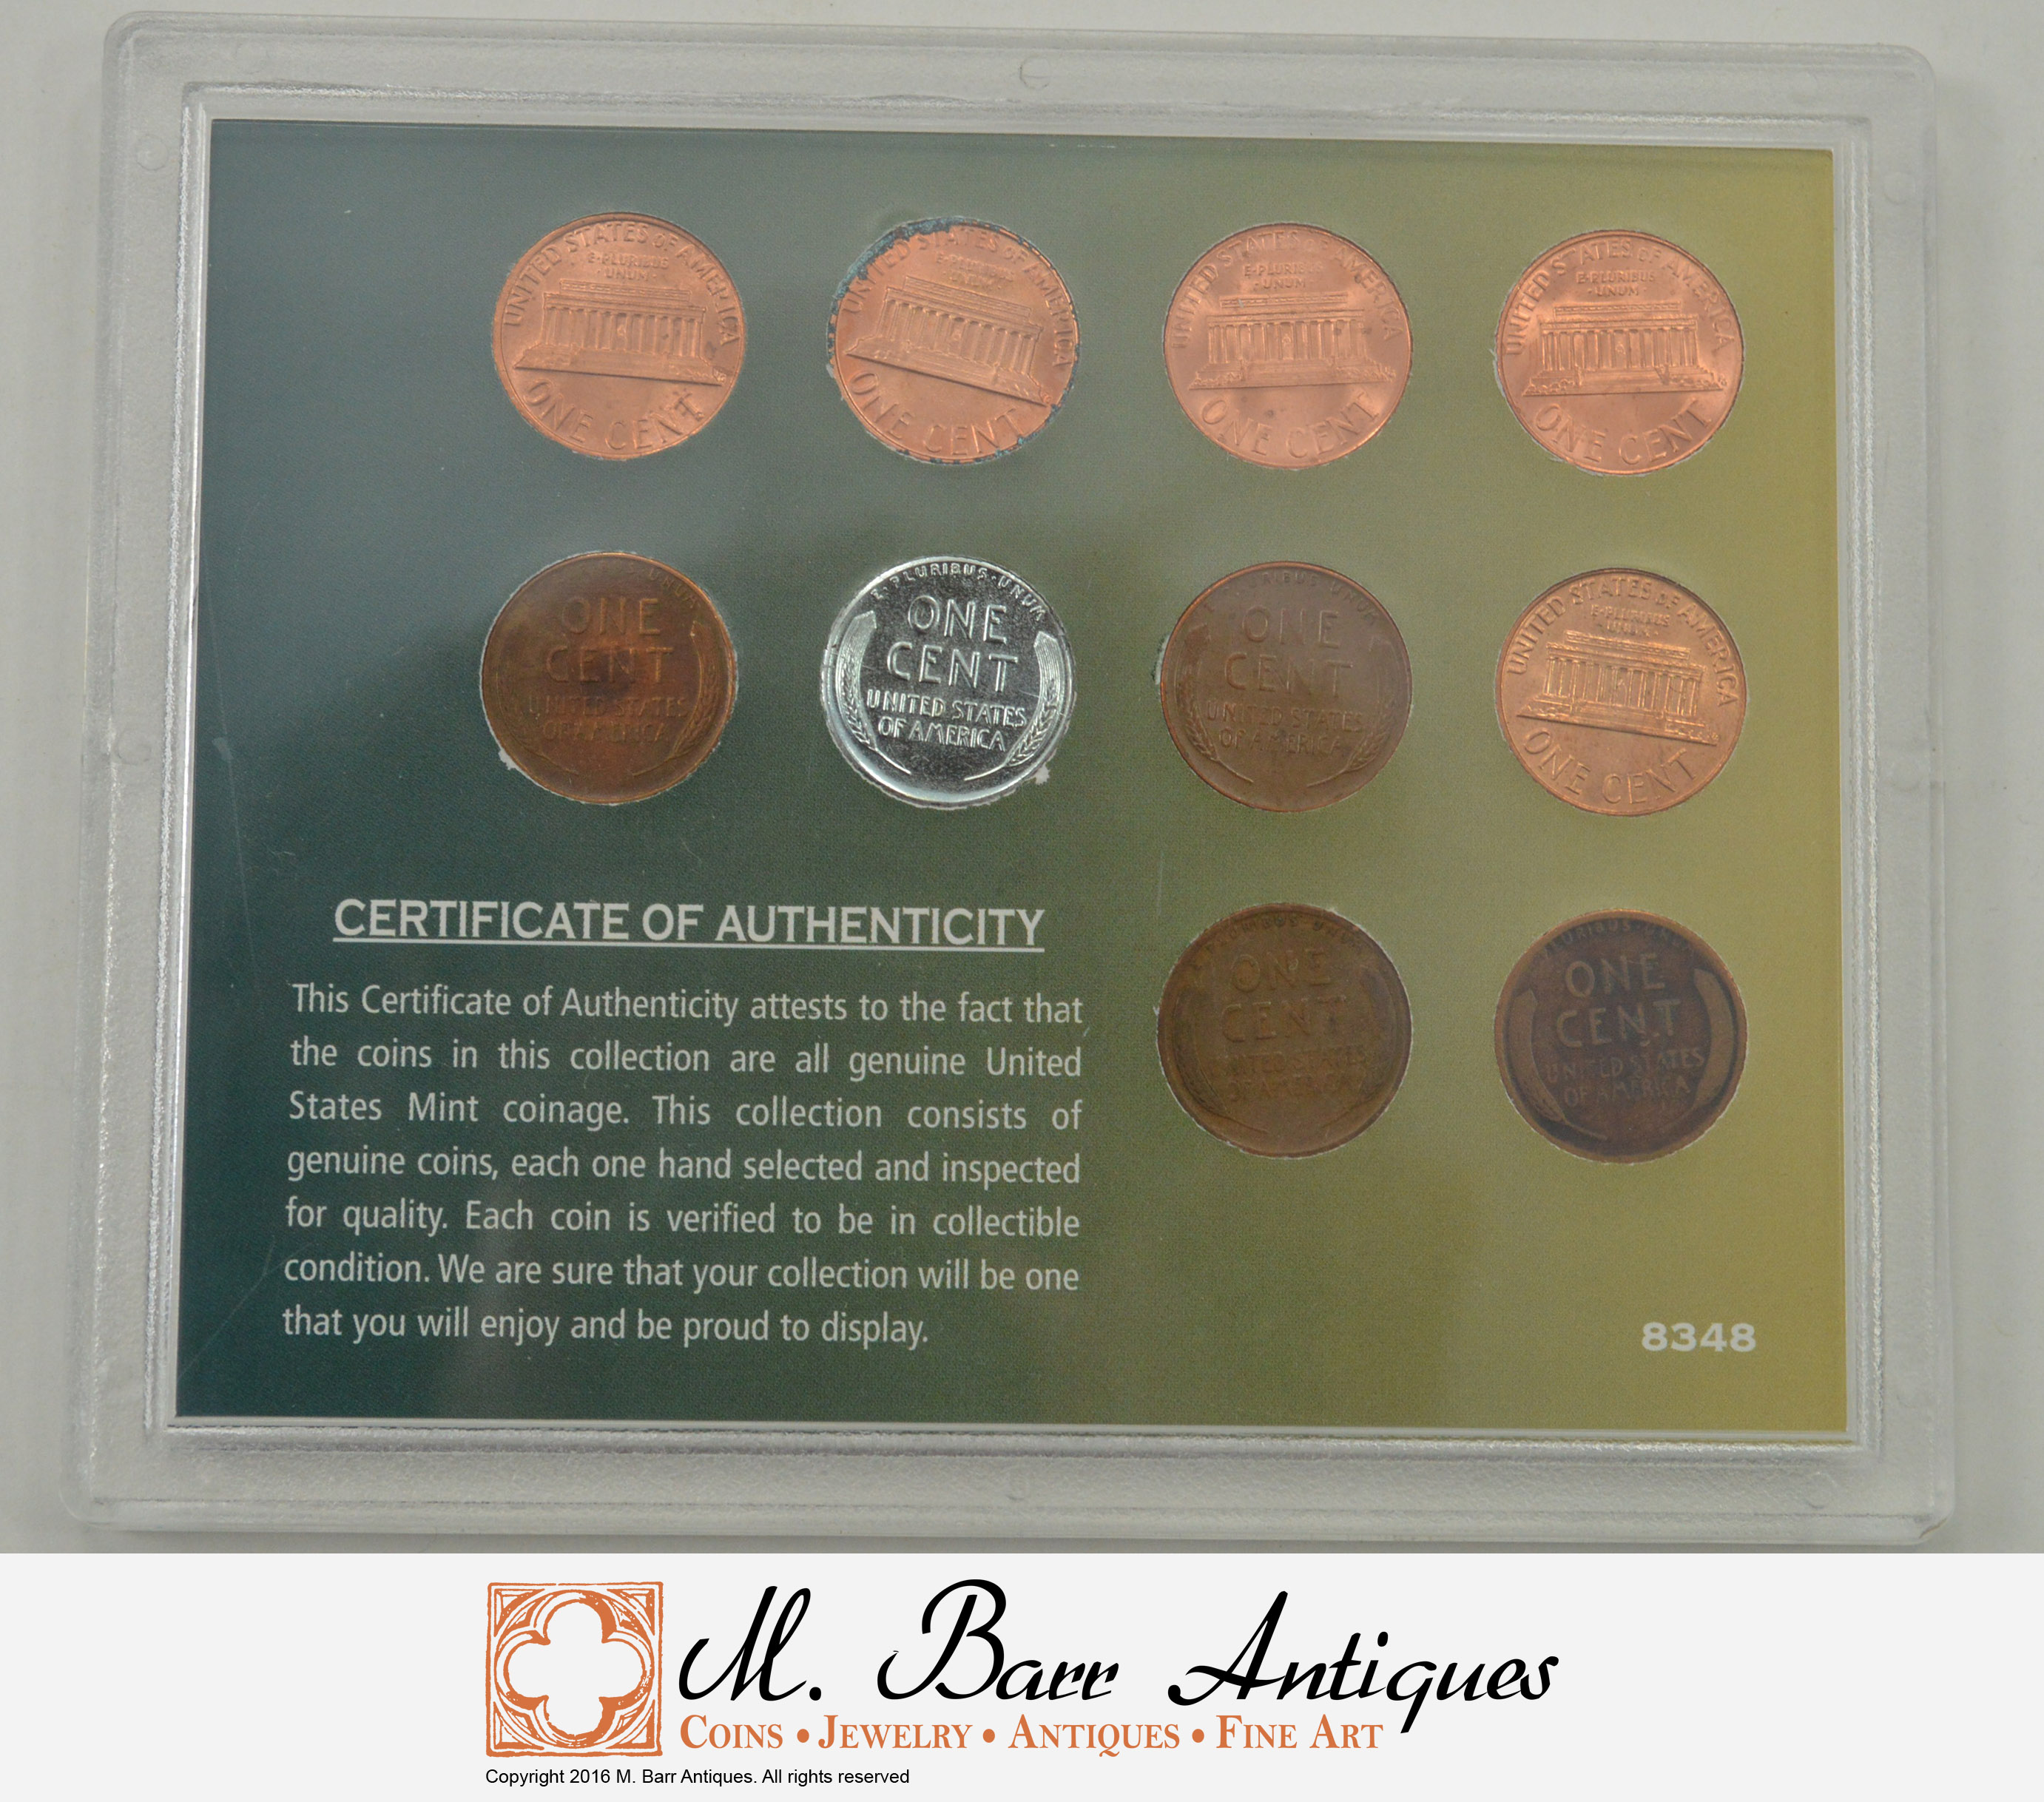 UNITED STATES OF AMERICA
E·PLURIBUS
·UNUM·
ONE CENT
UNITED STATES OF AMERICA
E·PLURIBUS
·UNUM·
ONE CENT
UNITED STATES OF AMERICA
E·PLURIBUS
·UNUM·
ONE CENT
UNITED STATES OF AMERICA
E·PLURIBUS
·UNUM·
ONE CENT
UNUM
ONE
CENT
UNITED STATES
OF AMERICA
E·PLURIBUS·UNUM
ONE
CENT
UNITED STATES
OF AMERICA
E·PLURIBUS·UNUM
ONE
CENT
UNITED STATES
OF AMERICA
UNITED STATES OF AMERICA
E·PLURIBUS
·UNUM·
ONE CENT
CERTIFICATE OF AUTHENTICITY
This Certificate of Authenticity attests to the fact that
the coins in this collection are all genuine United
States Mint coinage. This collection consists of
genuine coins, each one hand selected and inspected
for quality. Each coin is verified to be in collectible
condition. We are sure that your collection will be one
that you will enjoy and be proud to display.
ONE
CENT
UNITED STATES
OF AMERICA
ONE
CENT
UNITED STATES
OF AMERICA
8348
M. Barr Antiques
COINS • JEWELRY • ANTIQUES • FINE ART
Copyright 2016 M. Barr Antiques. All rights reserved